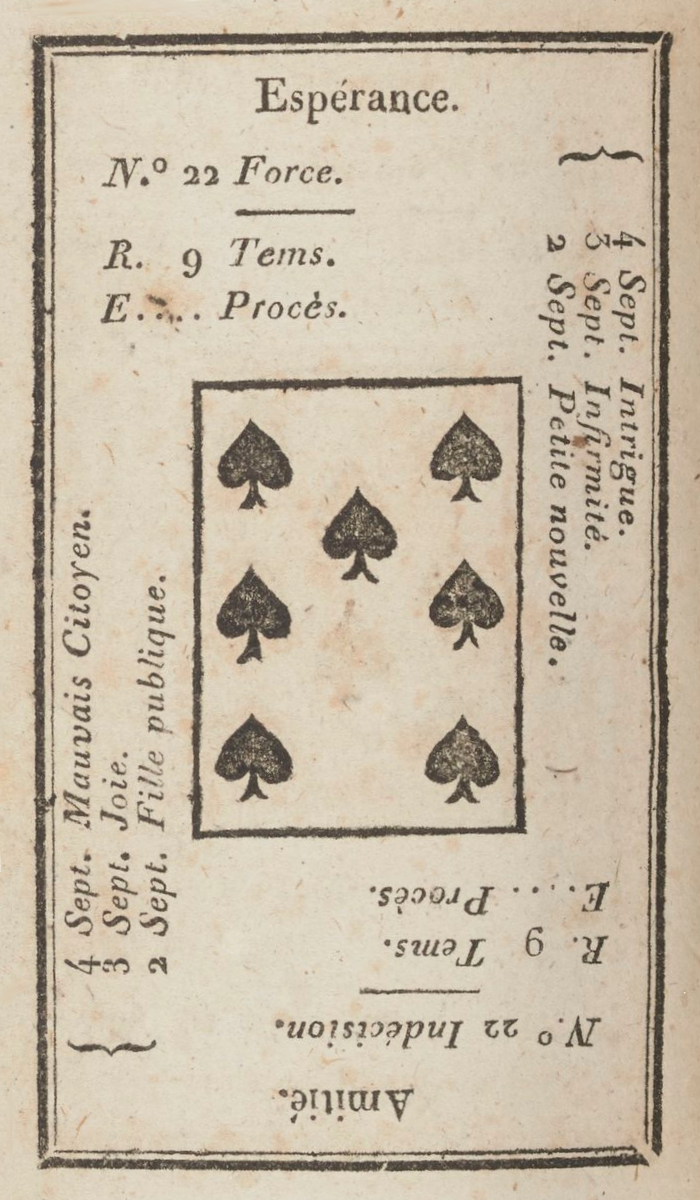 Espérance.
N.º 22 Force.
R. 9 Tems.
E.... Procès.
4 Sept. Intrigue.
3 Sept. Infirmité.
2 Sept. Petite nouvelle.
4 Sept. Mauvais Citoyen.
3 Sept. Joie.
2 Sept. Fille publique.
Amitié.
N.º 22 Indécision.
R. 9 Tems.
E.... Procès.